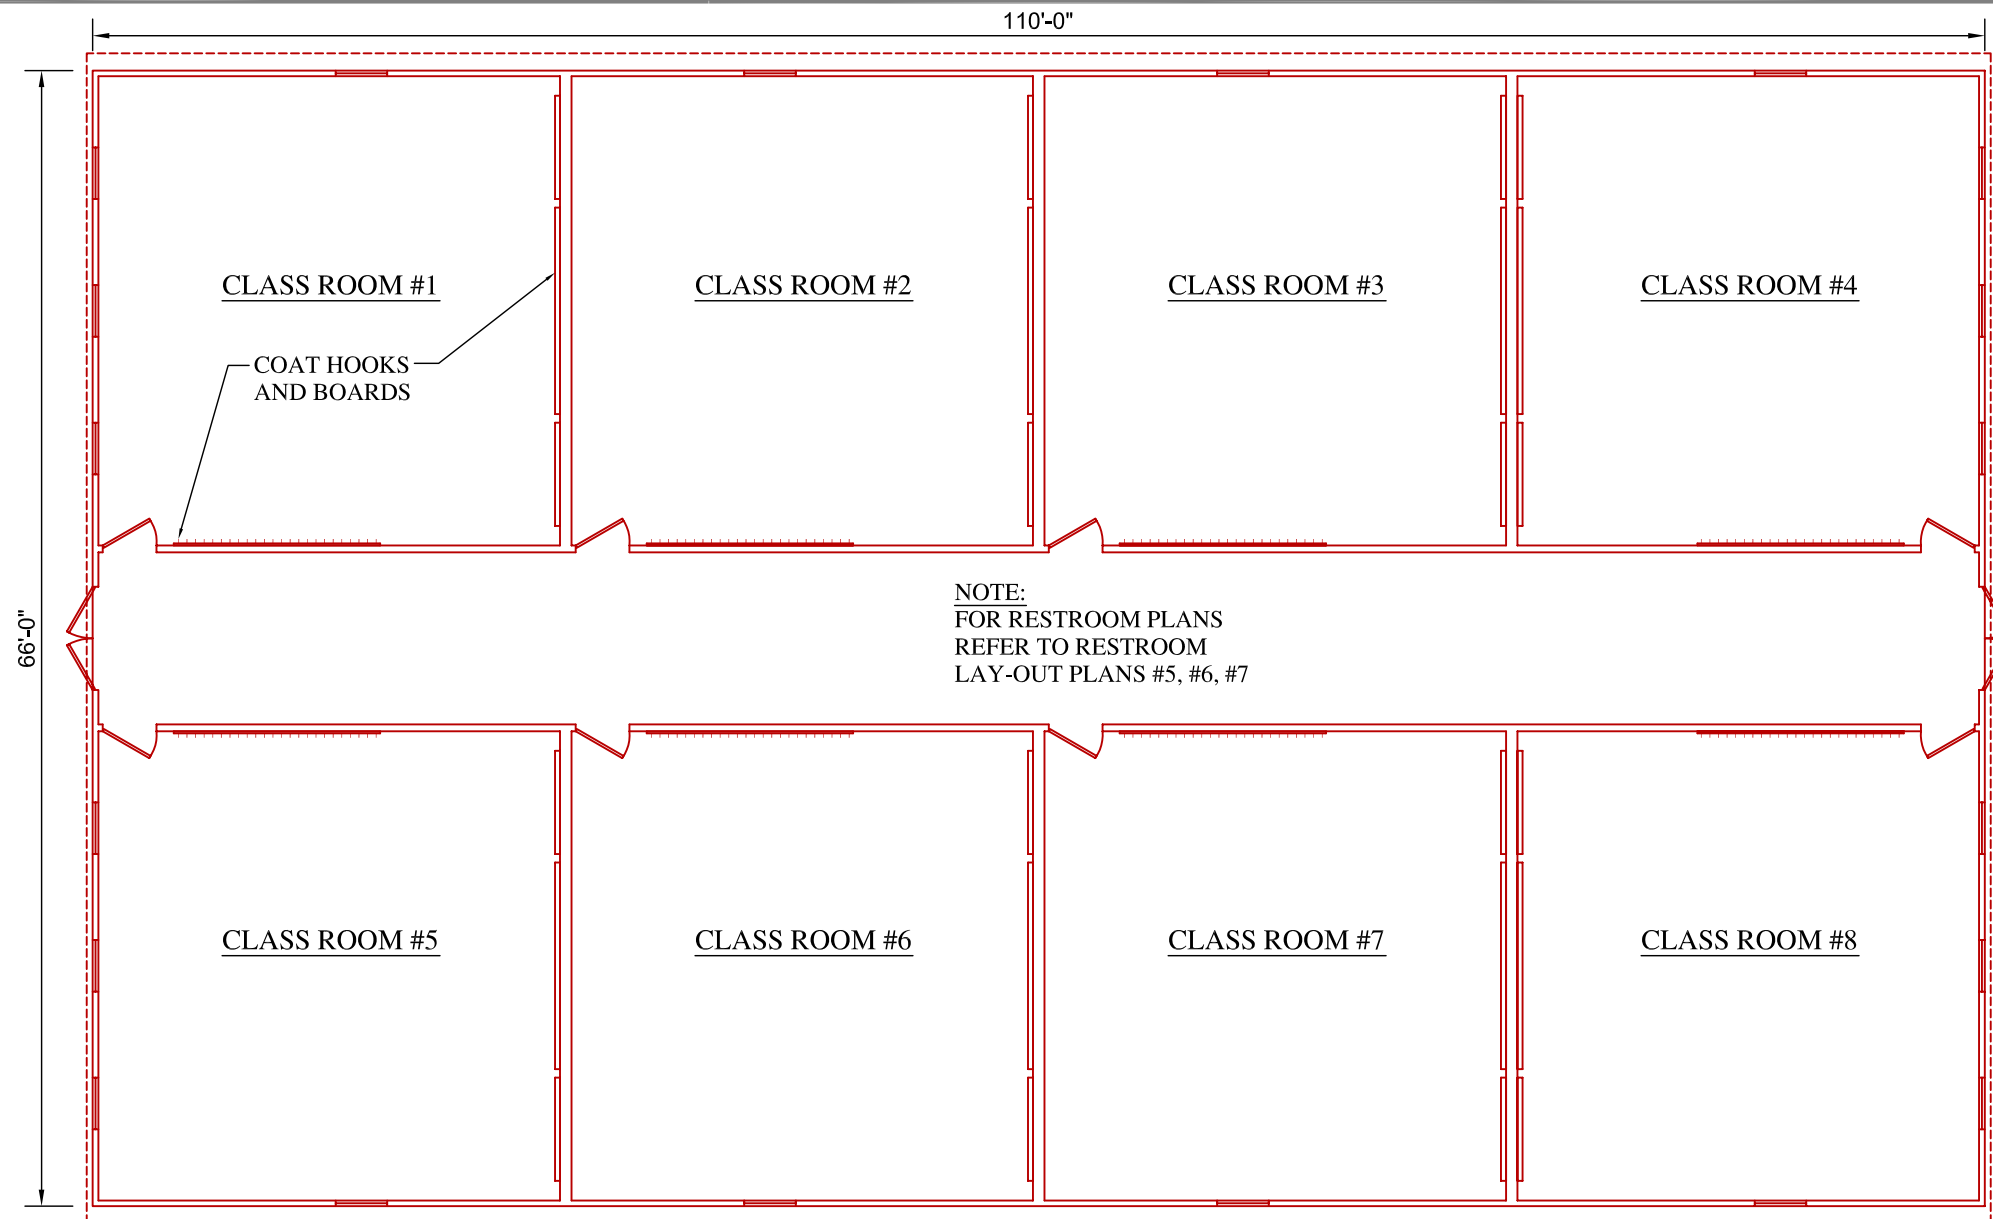 110'-0"
CLASS ROOM #1
CLASS ROOM #2
CLASS ROOM #3
CLASS ROOM #4
COAT HOOKS
AND BOARDS
66'-0"
NOTE:
FOR RESTROOM PLANS
REFER TO RESTROOM
LAY-OUT PLANS #5, #6, #7
CLASS ROOM #5
CLASS ROOM #6
CLASS ROOM #7
CLASS ROOM #8